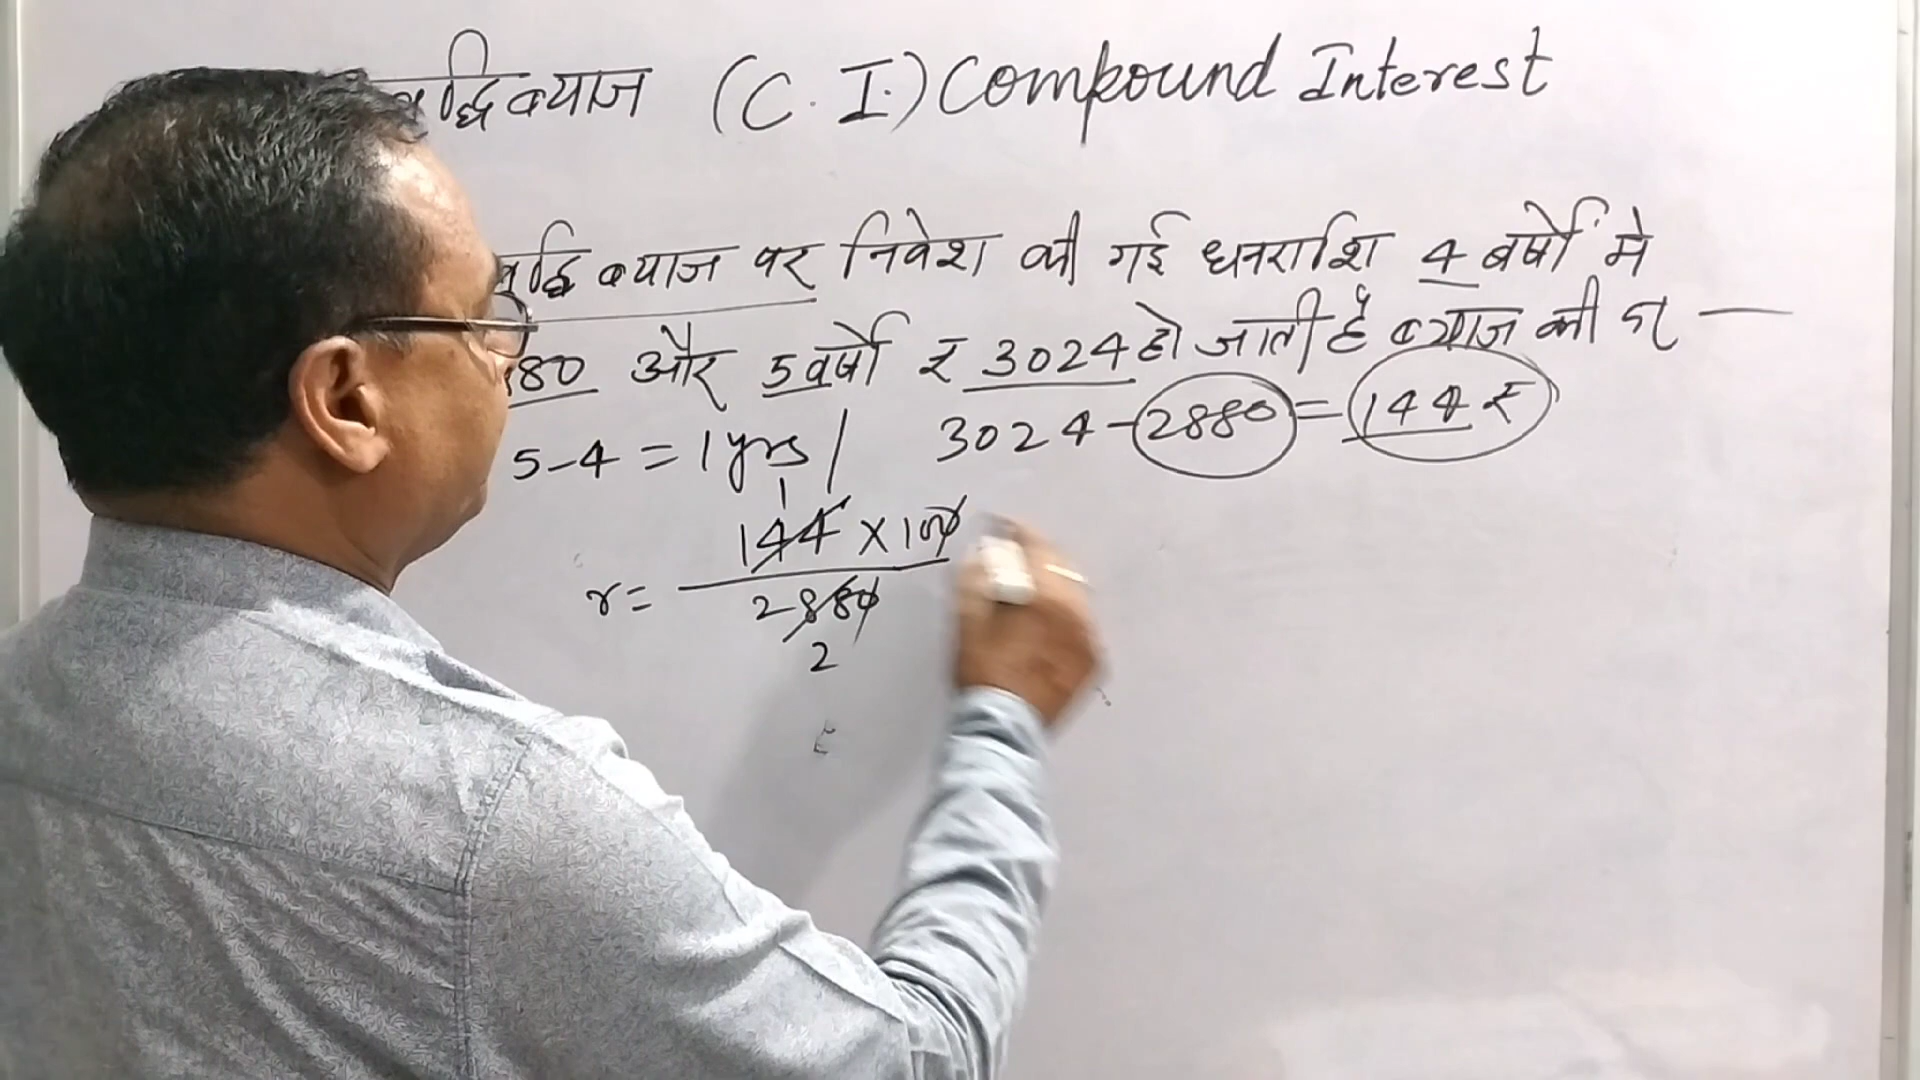 वृद्धि ब्याज (C.I.) Compound Interest
वृद्धि ब्याज पर निवेश की गई धनराशि 4 वर्षों मे
880 और 5 वर्षो ₹ 3024 हो जाती है ब्याज की द —
5-4 = 1 yrs | 3024-2880 = 144 ₹
1
144 x 100
r =
2880
2